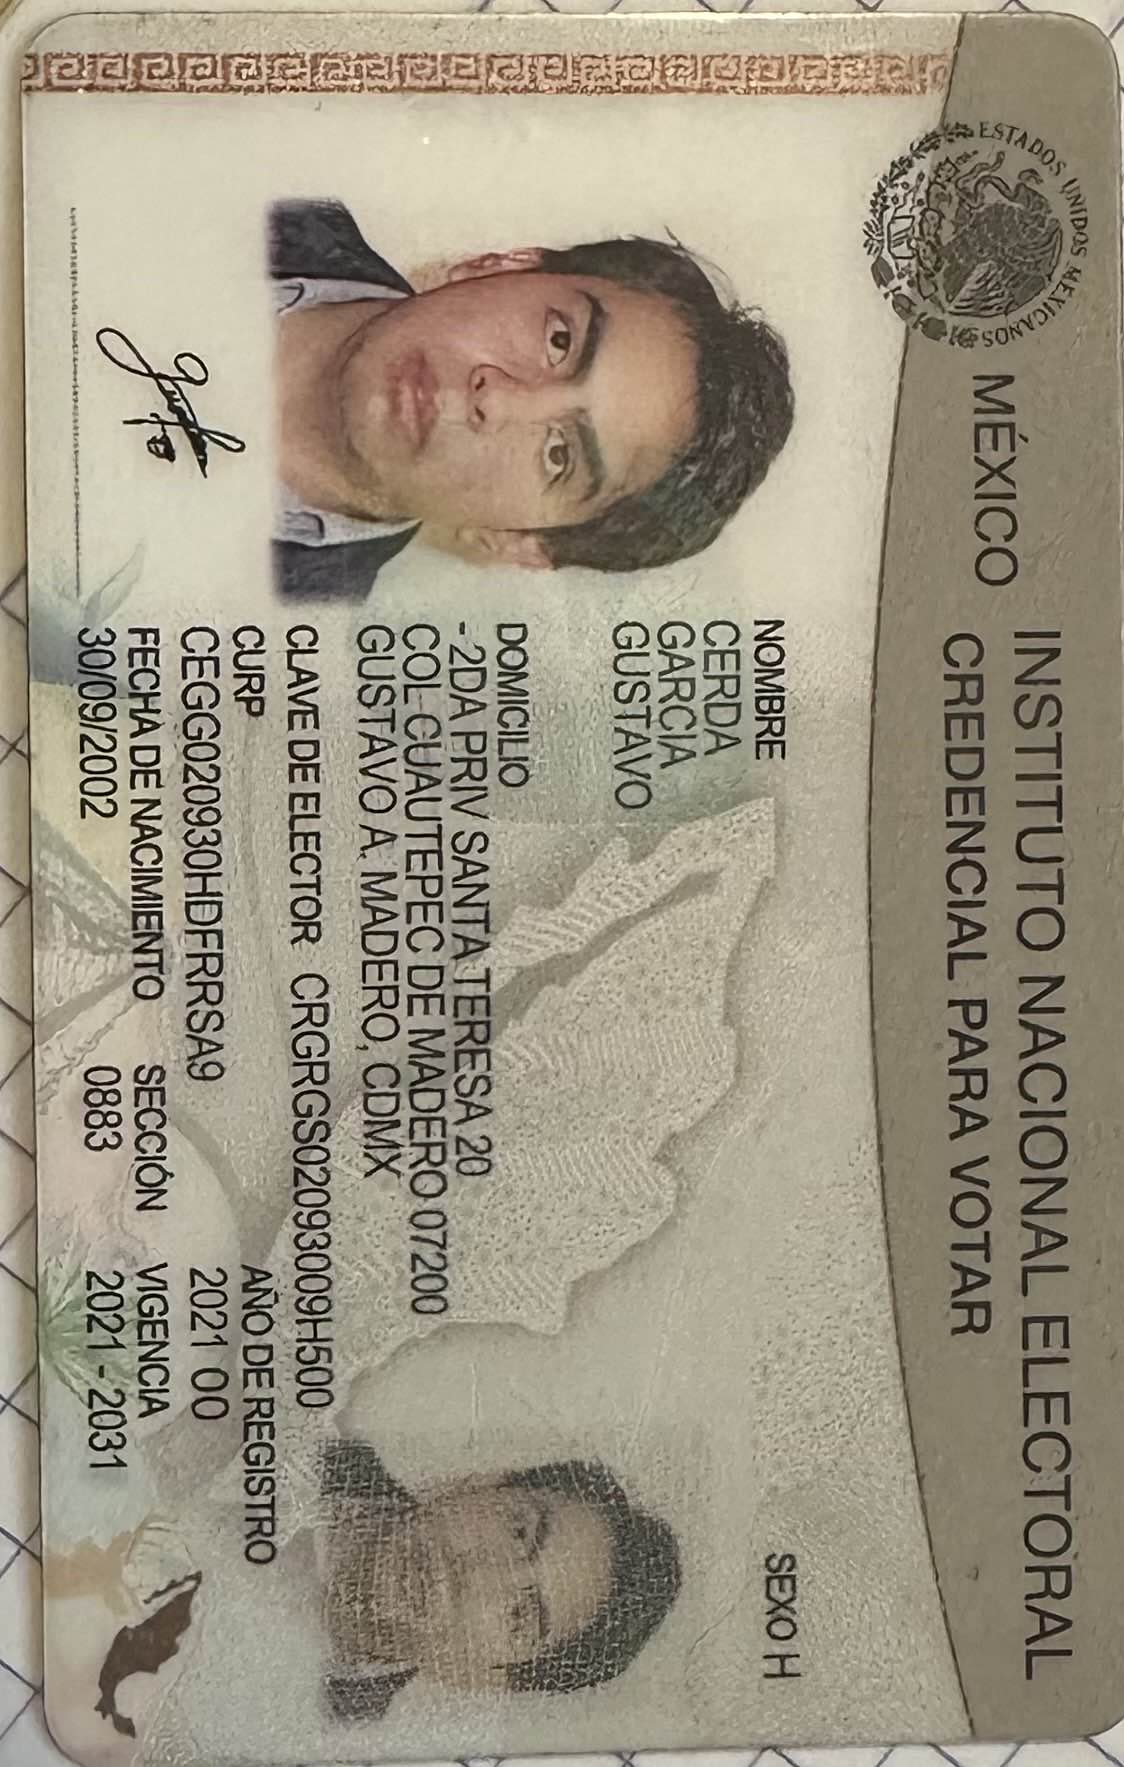 ESTADOS UNIDOS MEXICANOS
MÉXICO
INSTITUTO NACIONAL ELECTORAL
CREDENCIAL PARA VOTAR
NOMBRE
CERDA
GARCIA
GUSTAVO
SEXO H
DOMICILIO
- 2DA PRIV SANTA TERESA 20
COL CUAUTEPEC DE MADERO 07200
GUSTAVO A. MADERO, CDMX
CLAVE DE ELECTOR CRGRGS02093009H500
CURP
CEGG020930HDFRRSA9
AÑO DE REGISTRO
2021 00
FECHA DE NACIMIENTO
30/09/2002
SECCIÓN
0883
VIGENCIA
2021 - 2031